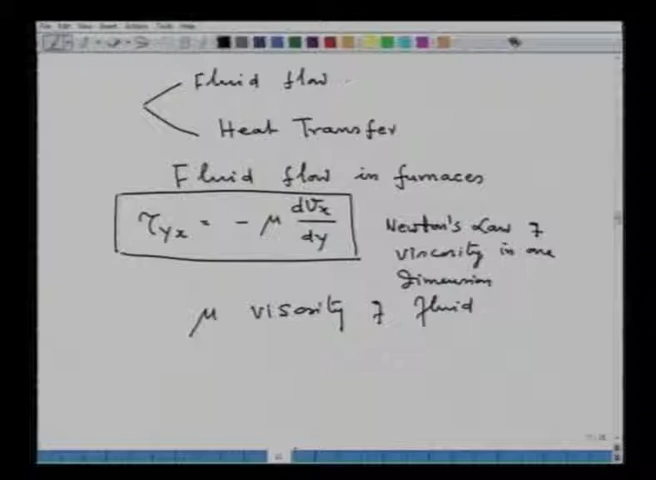 Fluid flow
Heat Transfer
Fluid flow in furnaces
τyx = - μ dVx/dy
Newton's Law of
viscosity in one
Dimension
μ visosity of fluid